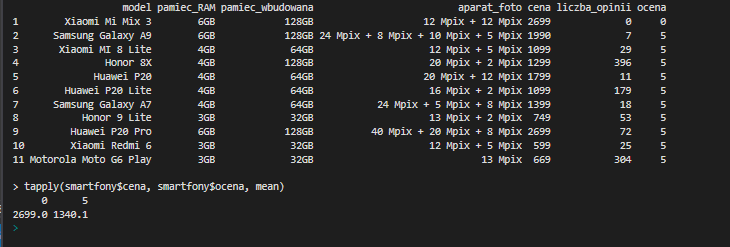 model pamiec_RAM pamiec_wbudowana aparat_foto cena liczba_opinii ocena
1 Xiaomi Mi Mix 3 6GB 128GB 12 Mpix + 12 Mpix 2699 0 0
2 Samsung Galaxy A9 6GB 128GB 24 Mpix + 8 Mpix + 10 Mpix + 5 Mpix 1990 7 5
3 Xiaomi MI 8 Lite 4GB 64GB 12 Mpix + 5 Mpix 1099 29 5
4 Honor 8X 4GB 128GB 20 Mpix + 2 Mpix 1299 396 5
5 Huawei P20 4GB 64GB 20 Mpix + 12 Mpix 1799 11 5
6 Huawei P20 Lite 4GB 64GB 16 Mpix + 2 Mpix 1099 179 5
7 Samsung Galaxy A7 4GB 64GB 24 Mpix + 5 Mpix + 8 Mpix 1399 18 5
8 Honor 9 Lite 3GB 32GB 13 Mpix + 2 Mpix 749 53 5
9 Huawei P20 Pro 6GB 128GB 40 Mpix + 20 Mpix + 8 Mpix 2699 72 5
10 Xiaomi Redmi 6 3GB 32GB 12 Mpix + 5 Mpix 599 25 5
11 Motorola Moto G6 Play 3GB 32GB 13 Mpix 669 304 5
> tapply(smartfony$cena, smartfony$ocena, mean)
0 5
2699.0 1340.1
>